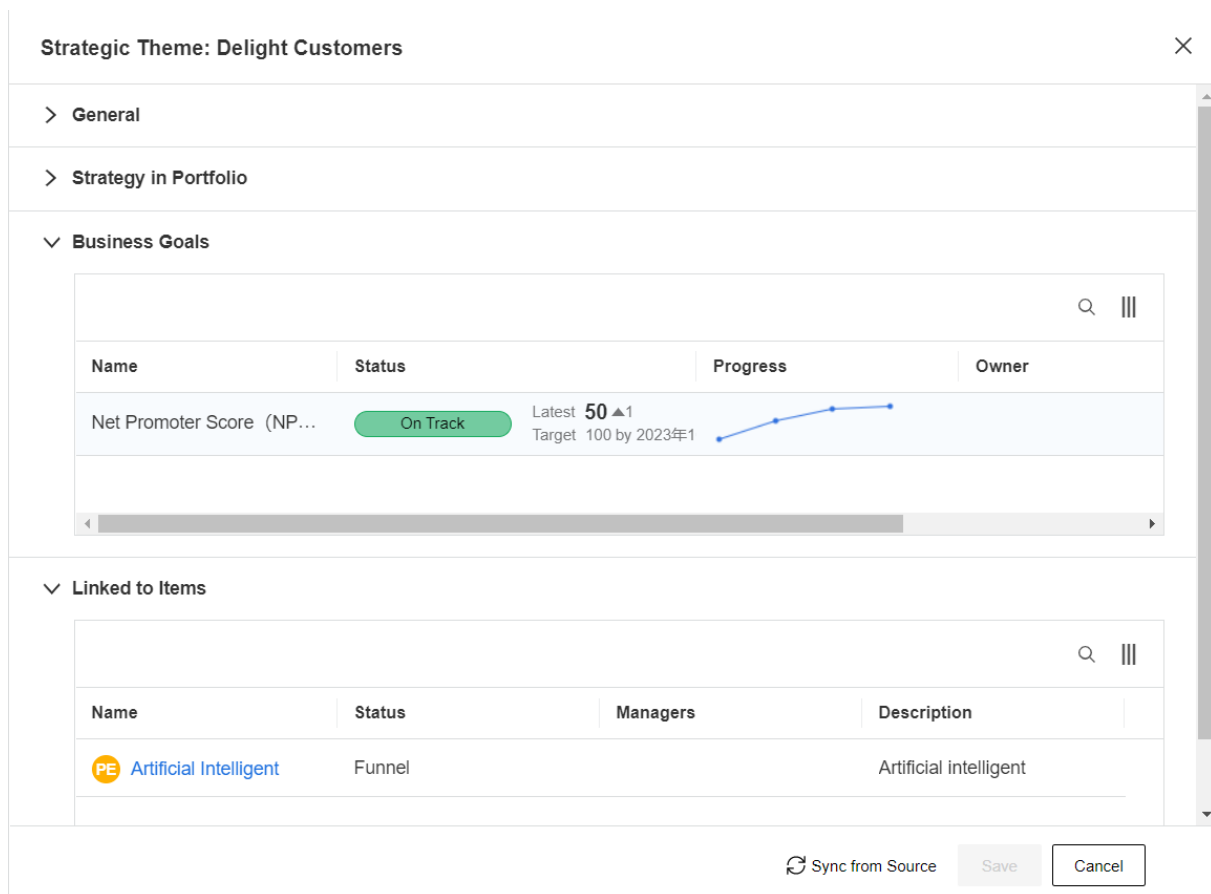 Strategic Theme: Delight Customers
General
Strategy in Portfolio
Business Goals
Name Status Progress Owner
Net Promoter Score (NP... On Track Latest 50 ▲1
Target 100 by 2023年1
Linked to Items
Name Status Managers Description
PE Artificial Intelligent Funnel Artificial intelligent
Sync from Source Save Cancel